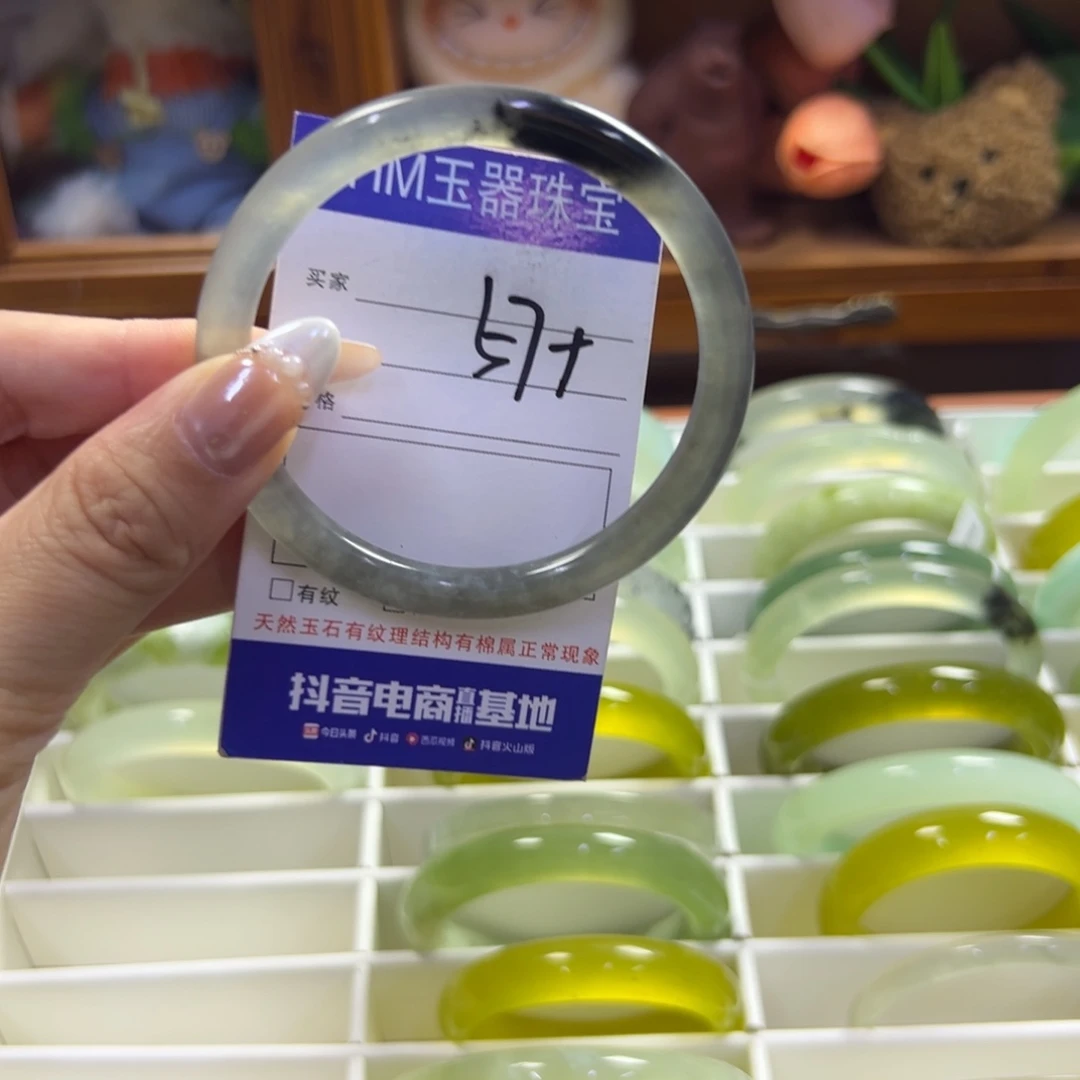 M玉器珠宝
买家
格
有纹
天然玉石有纹理结构有棉属正常现象
抖音电商直播基地
今日头条 抖音 西瓜视频 抖音火山版